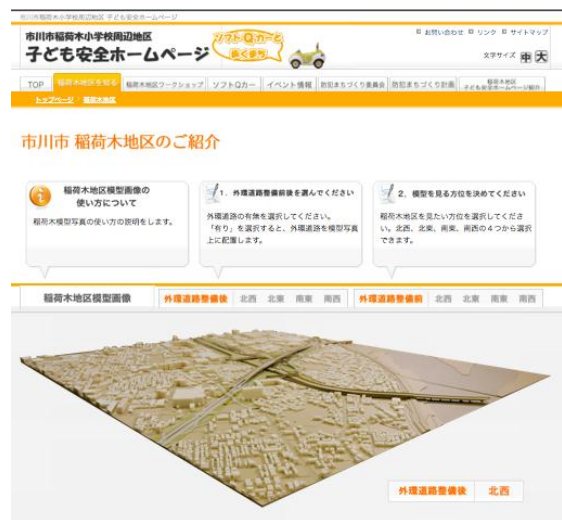 市川市稲荷木小学校周辺地区 子ども安全ホームページ
お問い合わせ リンク サイトマップ
市川市稲荷木小学校周辺地区
子ども安全ホームページ
ソフトQカーと
歩くまち
文字サイズ 中 大
TOP 稲荷木地区を知る 稲荷木地区ワークショップ ソフトQカー イベント情報 防犯まちづくり委員会 防犯まちづくり計画 稲荷木地区 子ども安全ホームページ紹介
トップページ 稲荷木地区
市川市 稲荷木地区のご紹介
稲荷木地区模型画像の
使い方について
稲荷木模型写真の使い方の説明をします。
1. 外環道路整備前後を選んでください
外環道路の有無を選択してください。
「有り」を選択すると、外環道路を模型写真
上に配置します。
2. 模型を見る方位を決めてください
稲荷木地区を見たい方位を選択してくださ
い。北西、北東、南東、南西の4つから選択
できます。
稲荷木地区模型画像 外環道路整備後 北西 北東 南東 南西 外環道路整備前 北西 北東 南東 南西
外環道路整備後 北西